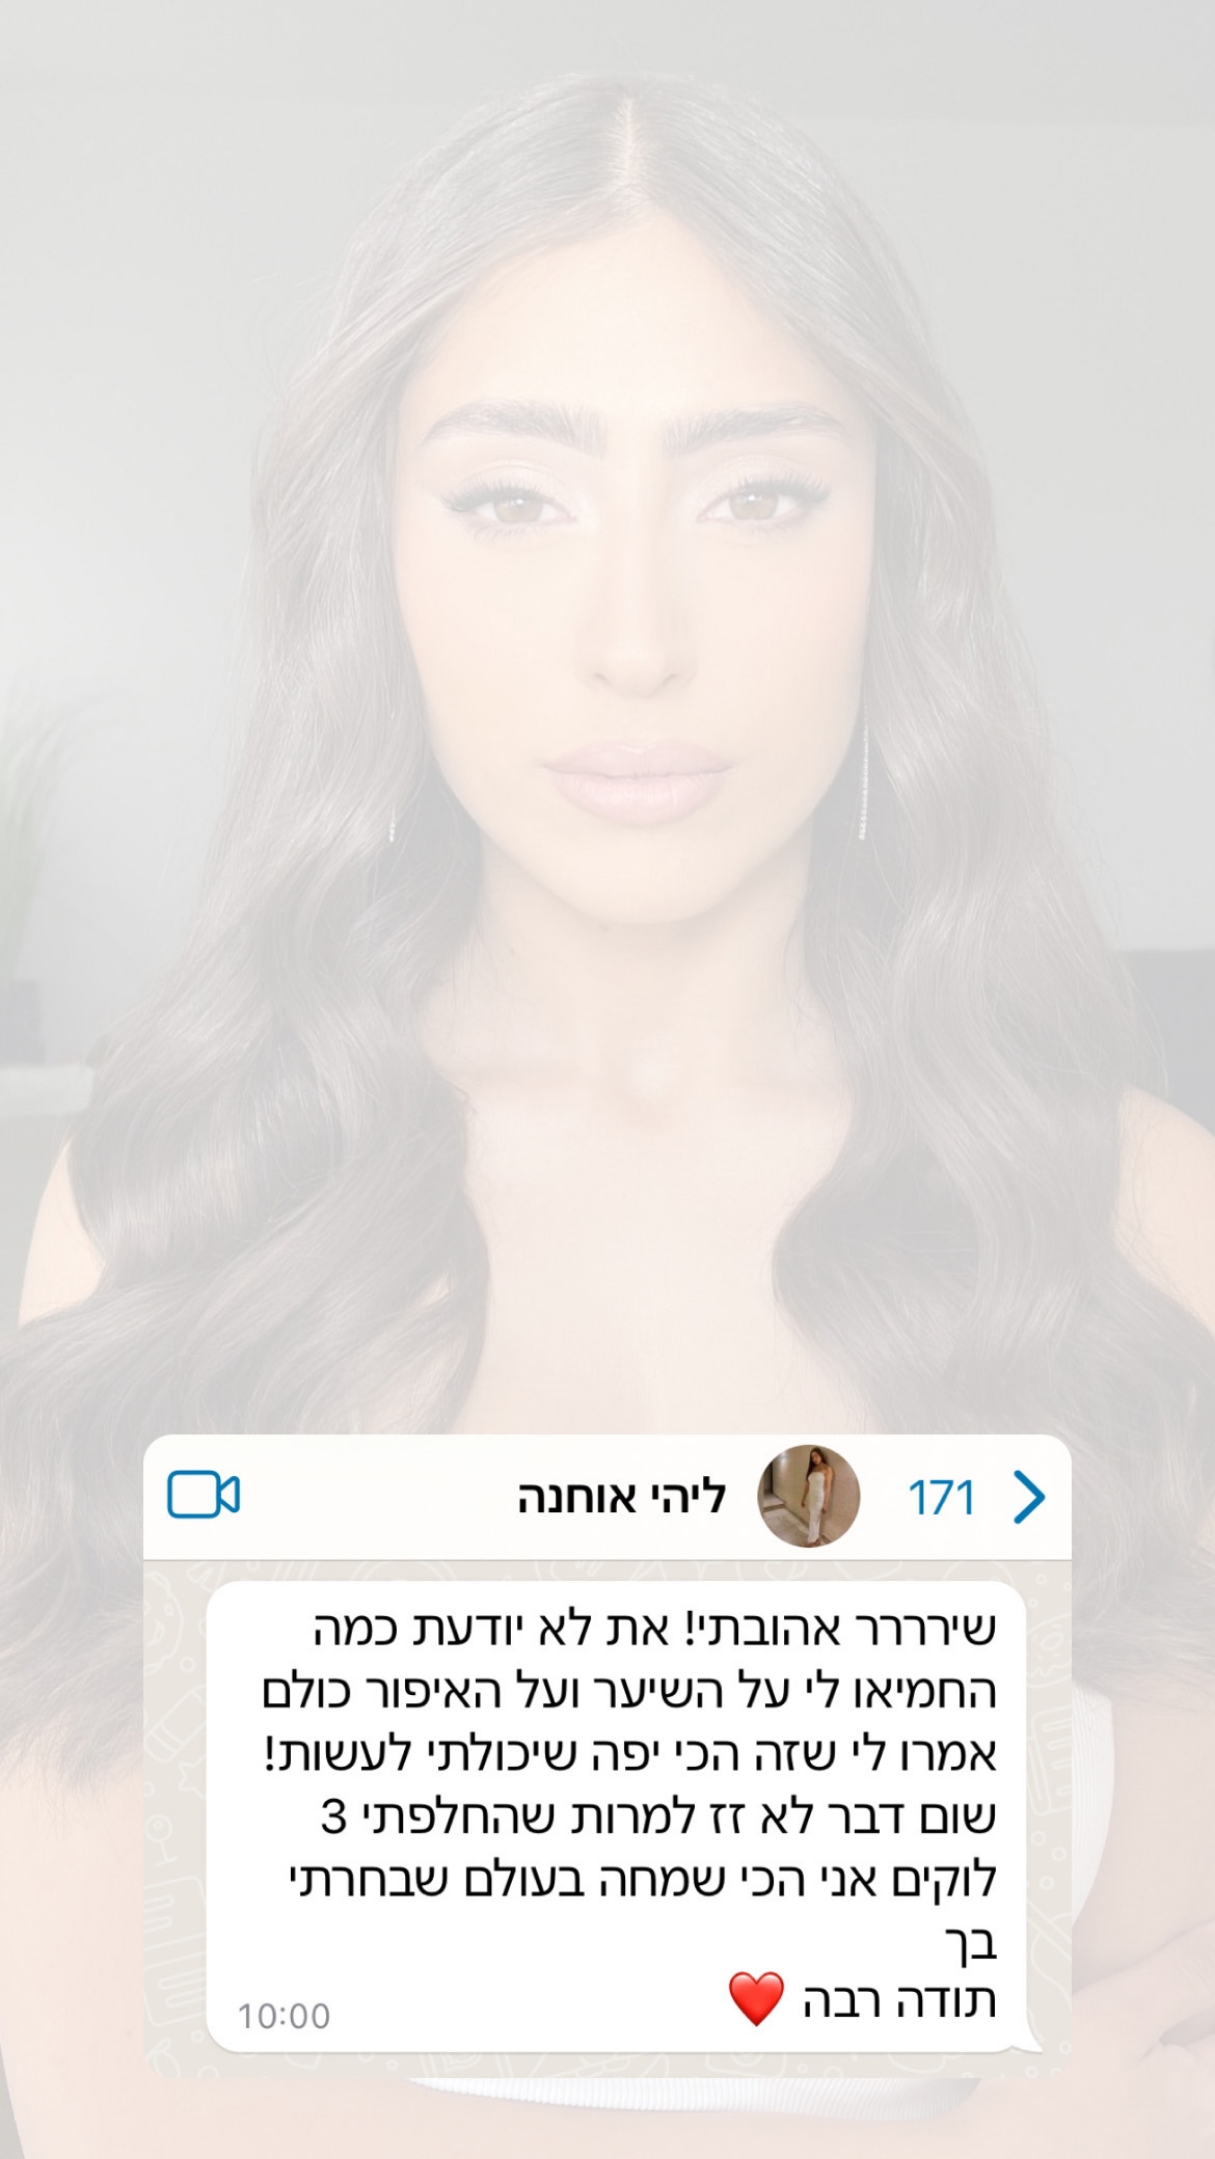 171 ליהי אוחנה
שירררר אהובתי! את לא יודעת כמה
החמיאו לי על השיער ועל האיפור כולם
אמרו לי שזה הכי יפה שיכולתי לעשות!
שום דבר לא זז למרות שהחלפתי 3
לוקים אני הכי שמחה בעולם שבחרתי
בך
תודה רבה ❤️
10:00